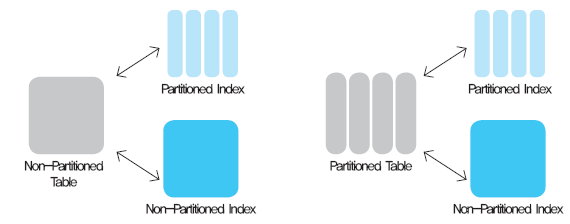 Partitioned Index
Non-Partitioned
Table
Non-Partitioned Index
Partitioned Index
Partitioned Table
Non-Partitioned Index